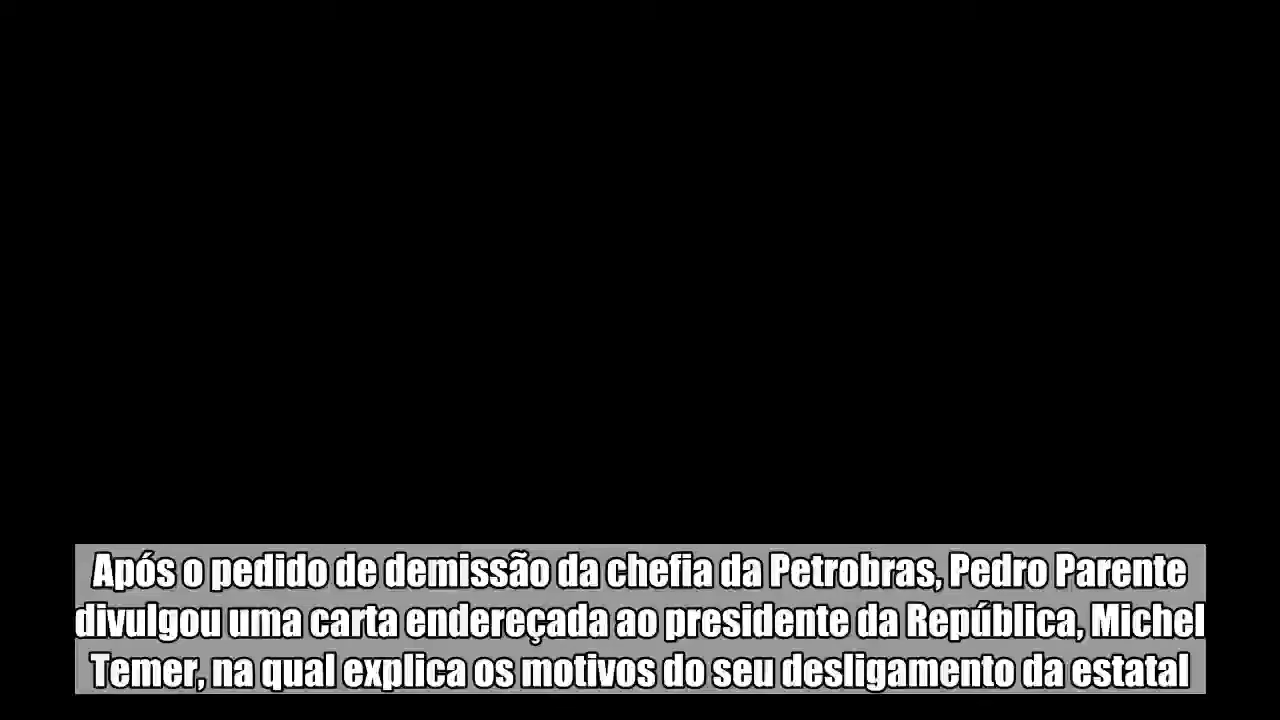 Após o pedido de demissão da chefia da Petrobras, Pedro Parente
divulgou uma carta endereçada ao presidente da República, Michel
Temer, na qual explica os motivos do seu desligamento da estatal